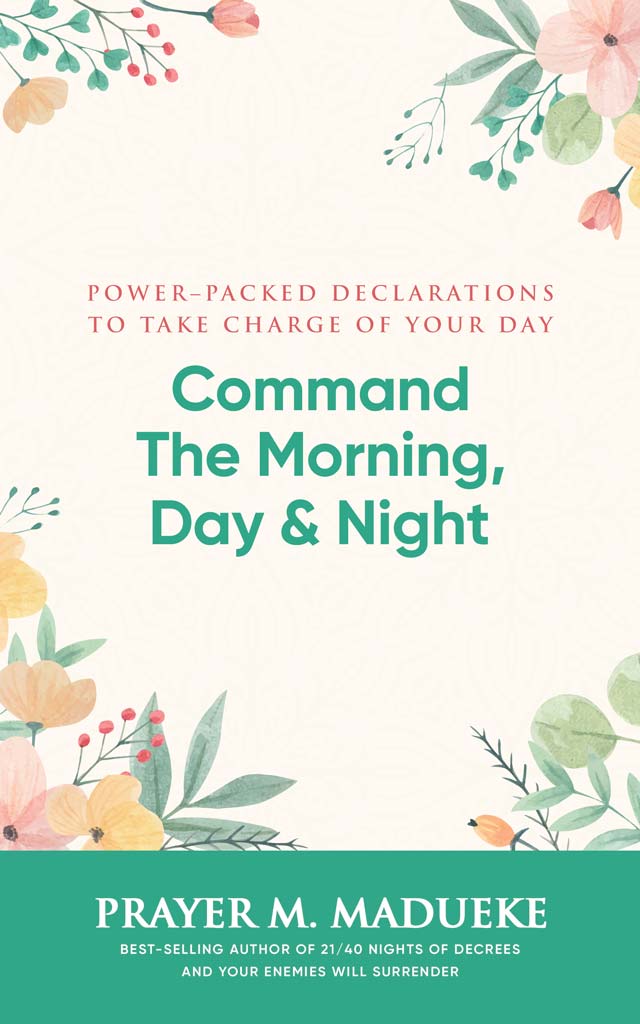 POWER–PACKED DECLARATIONS
TO TAKE CHARGE OF YOUR DAY
Command
The Morning,
Day & Night
PRAYER M. MADUEKE
BEST-SELLING AUTHOR OF 21/40 NIGHTS OF DECREES
AND YOUR ENEMIES WILL SURRENDER